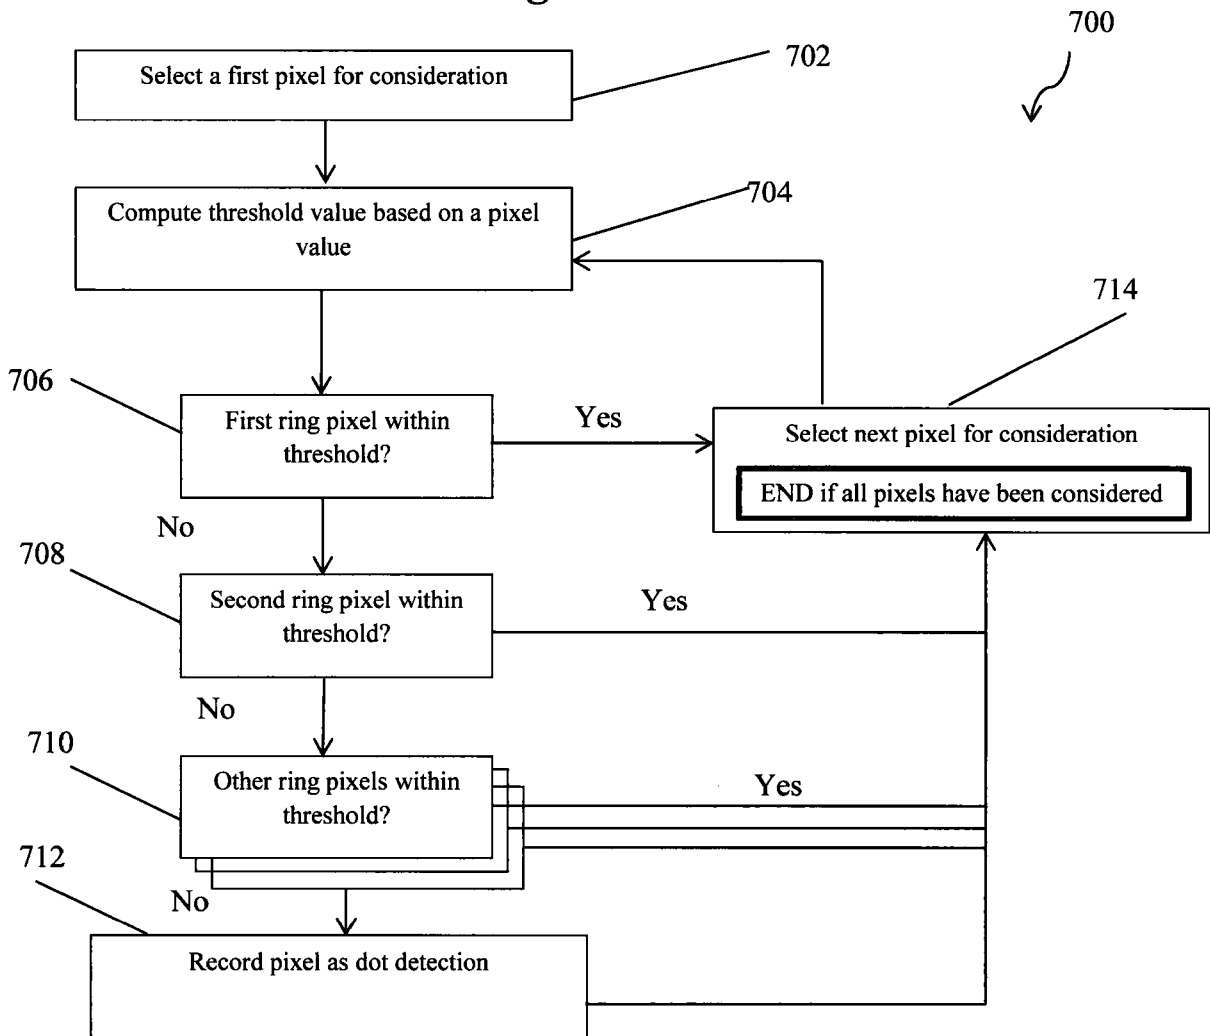 700
Select a first pixel for consideration
702
Compute threshold value based on a pixel
value
704
714
706
First ring pixel within
threshold?
Yes
Select next pixel for consideration
END if all pixels have been considered
No
708
Second ring pixel within
threshold?
Yes
No
710
Other ring pixels within
threshold?
Yes
712
No
Record pixel as dot detection